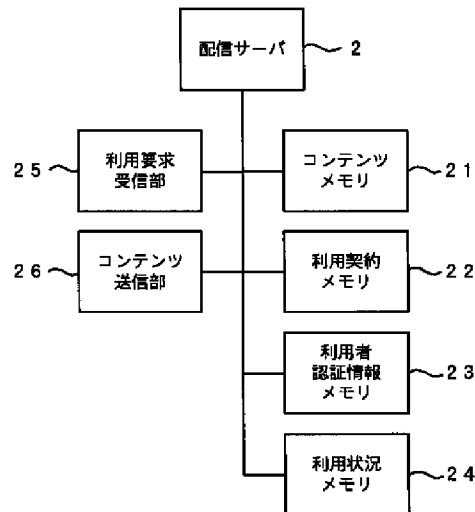 配信サーバ
2
25
利用要求
受信部
コンテンツ
メモリ
21
26
コンテンツ
送信部
利用契約
メモリ
22
利用者
認証情報
メモリ
23
利用状況
メモリ
24